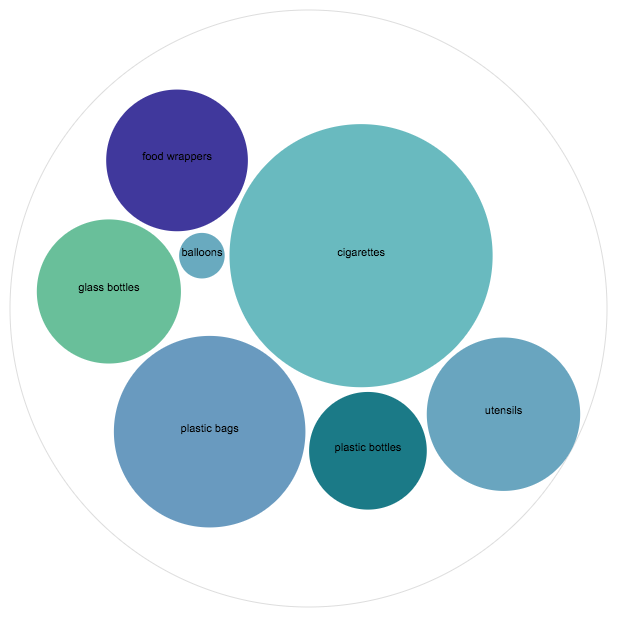 food wrappers
balloons
cigarettes
glass bottles
plastic bags
plastic bottles
utensils